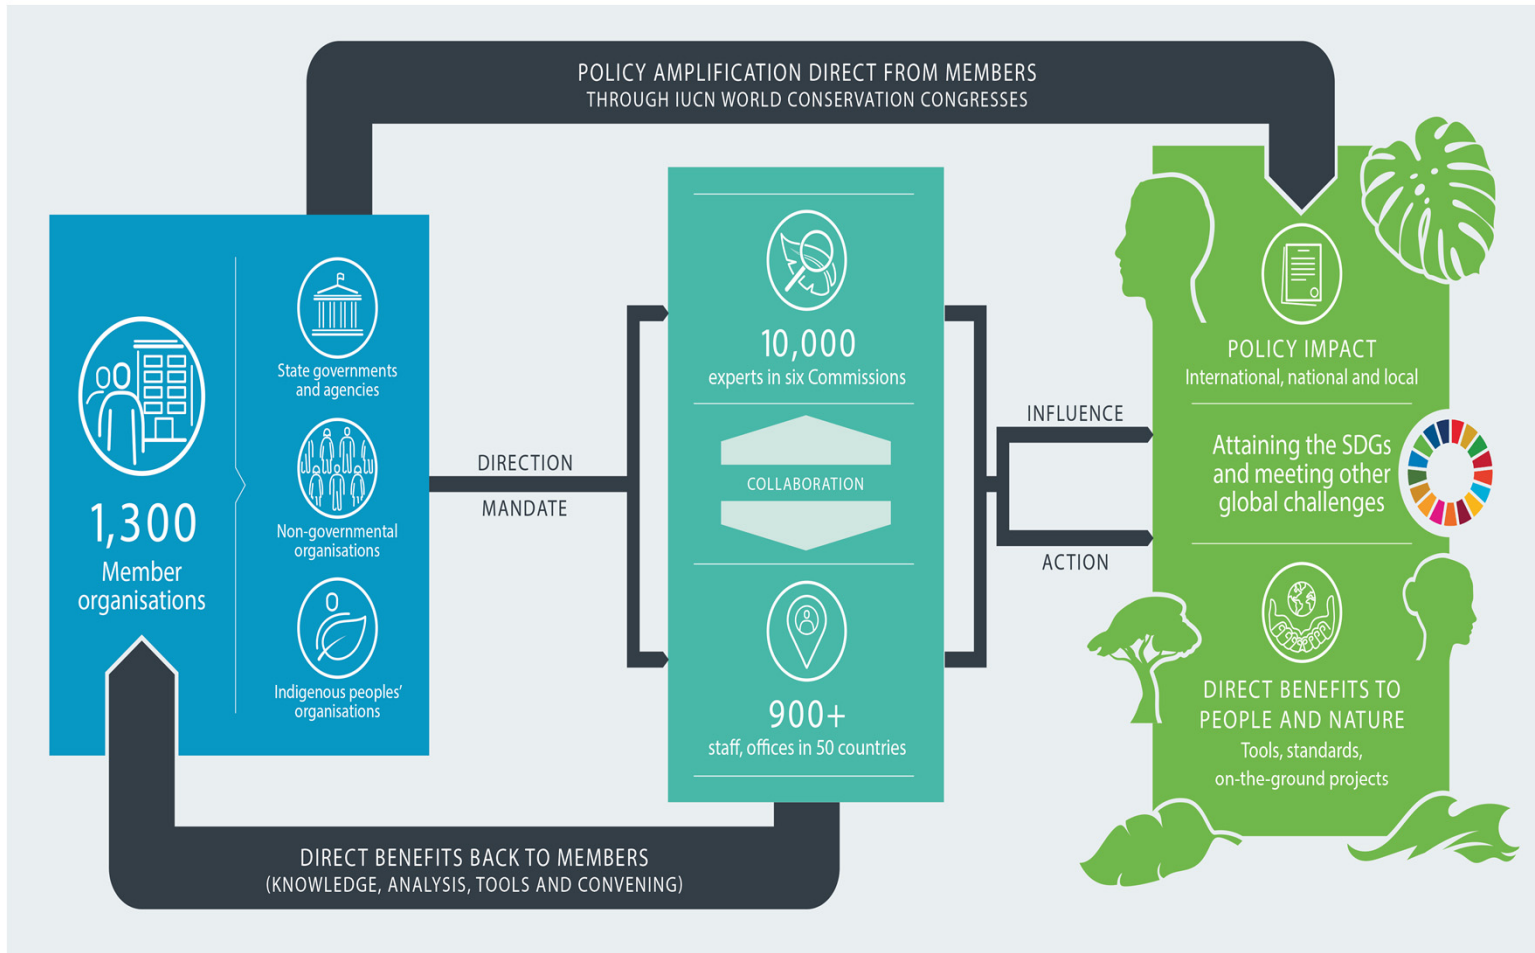 POLICY AMPLIFICATION DIRECT FROM MEMBERS
THROUGH IUCN WORLD CONSERVATION CONGRESSES
1,300
Member
organisations
State governments
and agencies
Non-governmental
organisations
Indigenous peoples’
organisations
DIRECTION
MANDATE
10,000
experts in six Commissions
COLLABORATION
900+
staff, offices in 50 countries
INFLUENCE
ACTION
POLICY IMPACT
International, national and local
Attaining the SDGs
and meeting other
global challenges
DIRECT BENEFITS TO
PEOPLE AND NATURE
Tools, standards,
on-the-ground projects
DIRECT BENEFITS BACK TO MEMBERS
(KNOWLEDGE, ANALYSIS, TOOLS AND CONVENING)